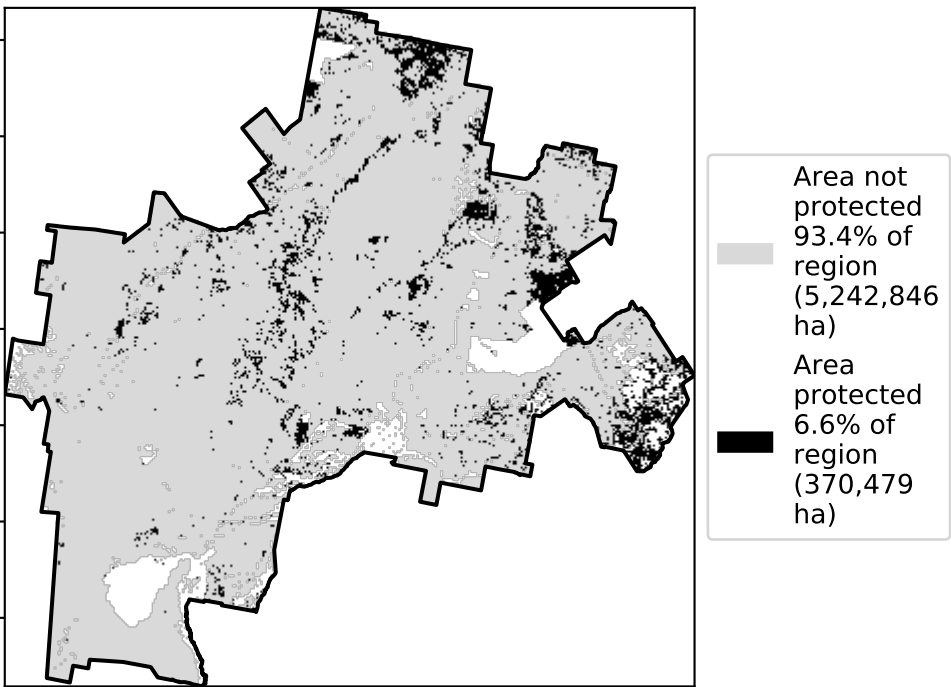 Area not
protected
93.4% of
region
(5,242,846
ha)
Area
protected
6.6% of
region
(370,479
ha)